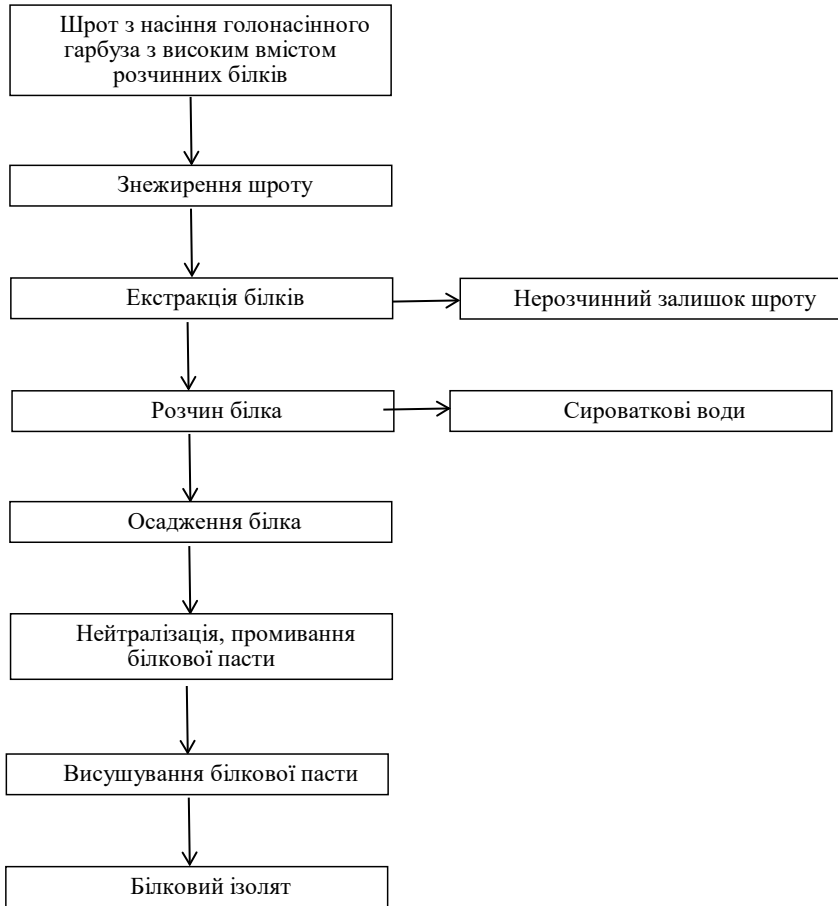 Шрот з насіння голонасінного
гарбуза з високим вмістом
розчинних білків
Знежирення шроту
Екстракція білків
Нерозчинний залишок шроту
Розчин білка
Сироваткові води
Осадження білка
Нейтралізація, промивання
білкової пасти
Висушування білкової пасти
Білковий ізолят